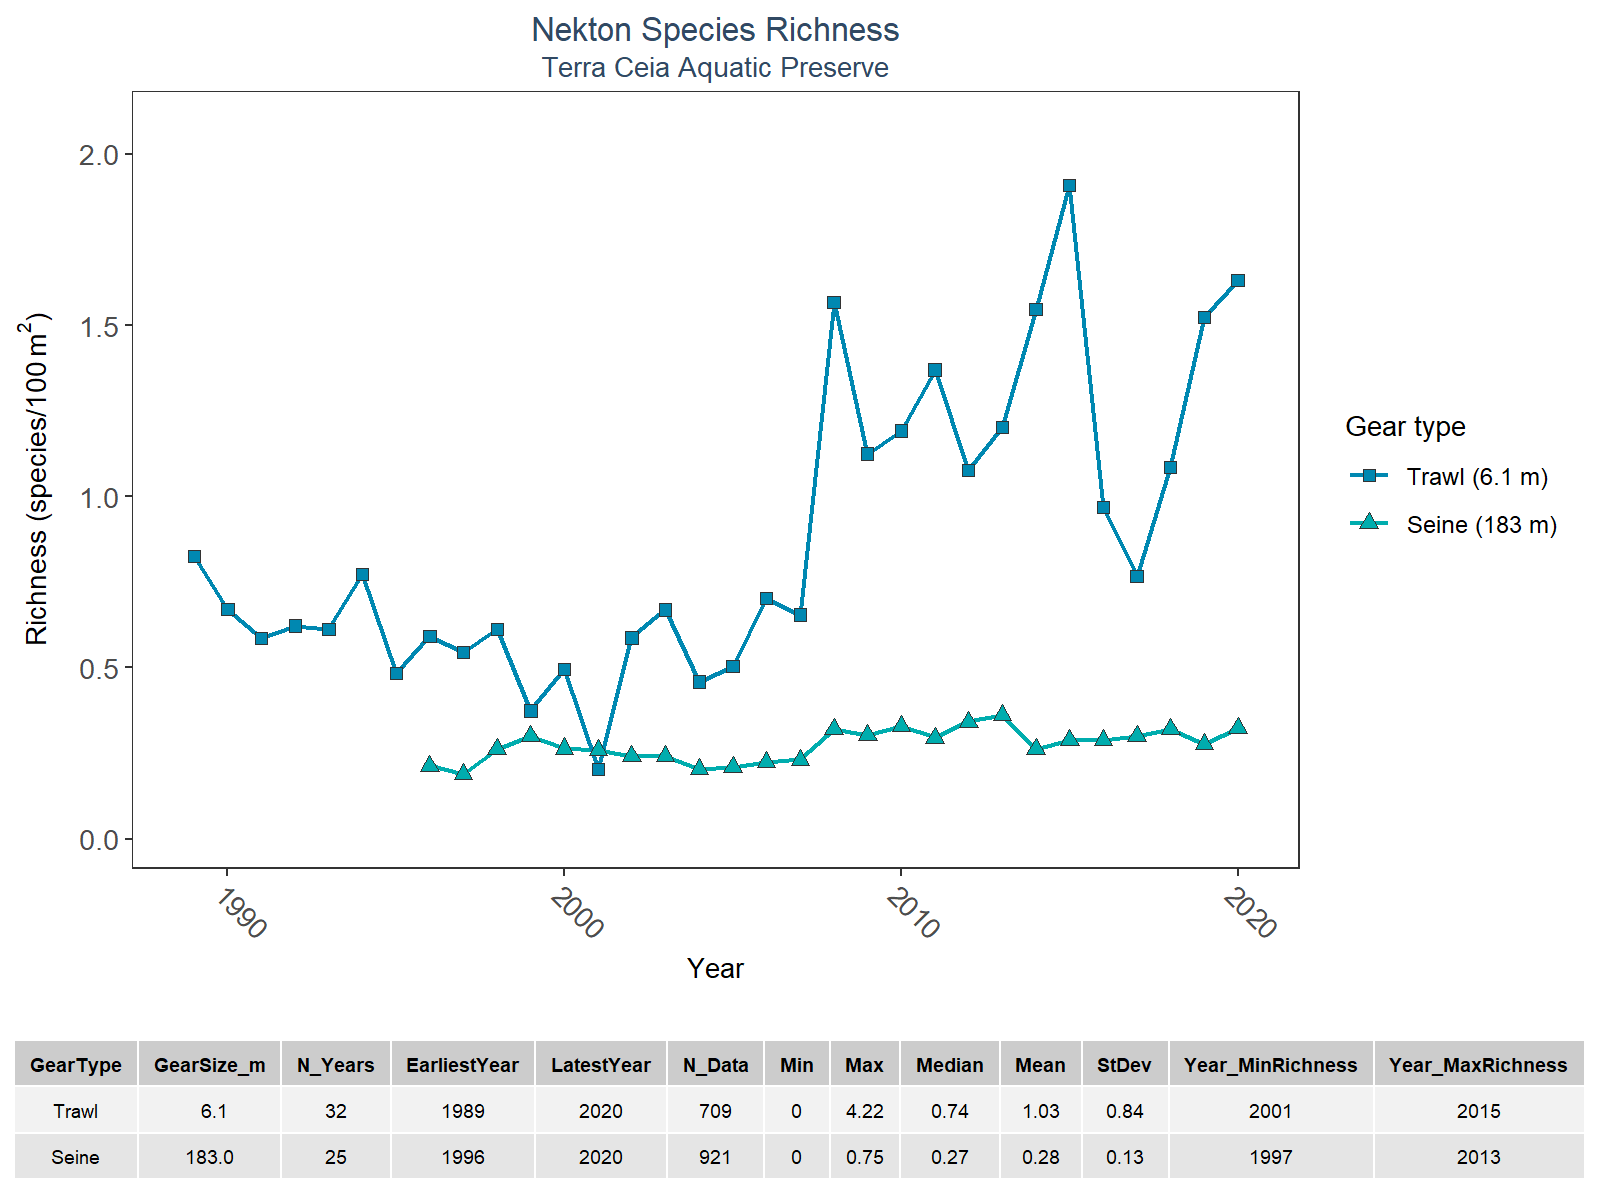 Nekton Species Richness
Terra Ceia Aquatic Preserve
Richness (species/100 m²)
2.0
1.5
1.0
0.5
0.0
1990
2000
2010
2020
Year
Gear type
Trawl (6.1 m)
Seine (183 m)
GearType GearSize_m N_Years EarliestYear LatestYear N_Data Min Max Median Mean StDev Year_MinRichness Year_MaxRichness
Trawl 6.1 32 1989 2020 709 0 4.22 0.74 1.03 0.84 2001 2015
Seine 183.0 25 1996 2020 921 0 0.75 0.27 0.28 0.13 1997 2013